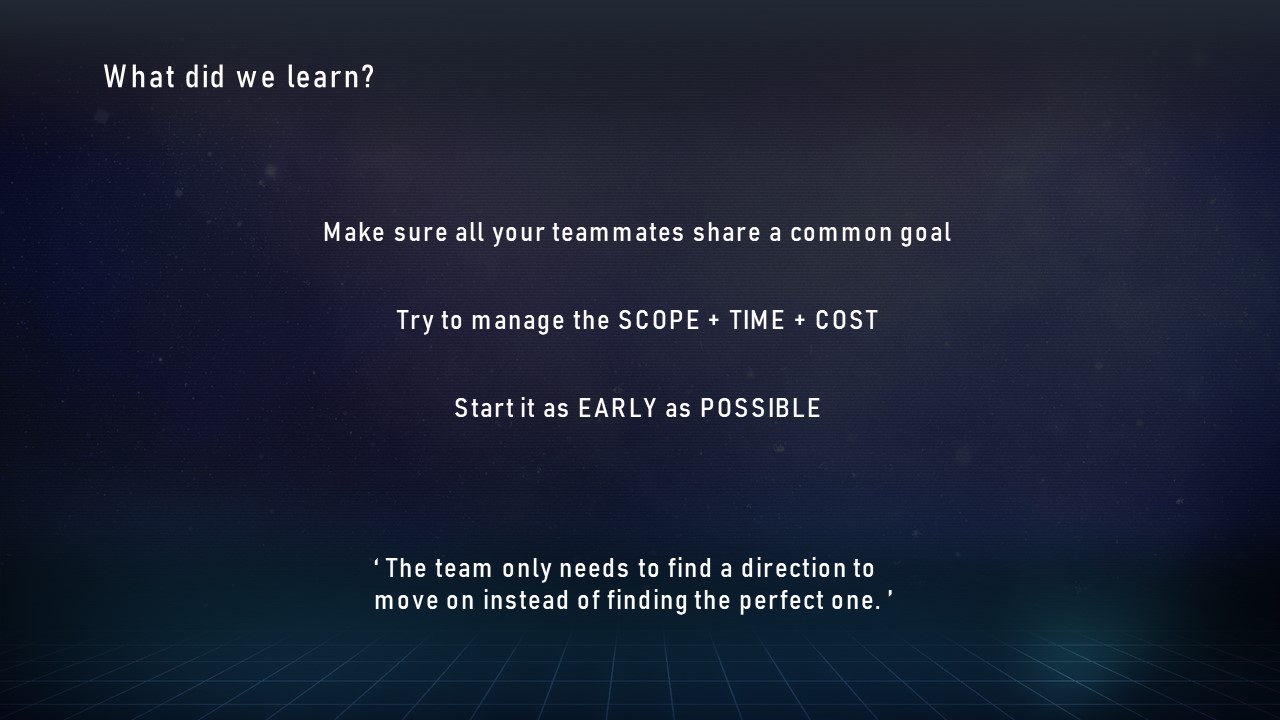 What did we learn?
Make sure all your teammates share a common goal
Try to manage the SCOPE + TIME + COST
Start it as EARLY as POSSIBLE
‘ The team only needs to find a direction to
move on instead of finding the perfect one. ’